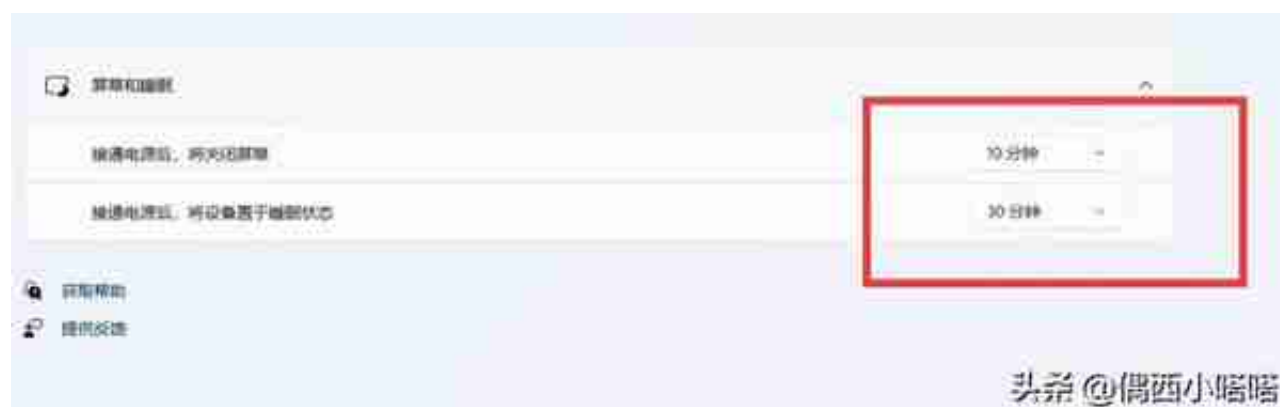 屏幕和睡眠
接通电源后，将关闭屏幕
10 分钟
接通电源后，将设备置于睡眠状态
30 分钟
获取帮助
提供反馈
头条 @偶西小嗒嗒